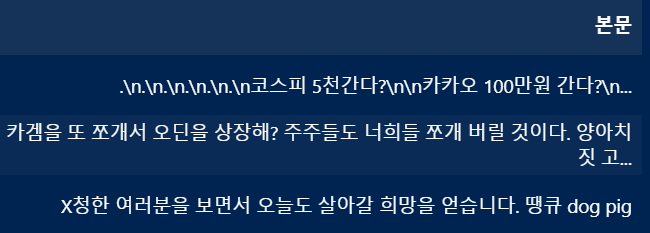 본문
.\n.\n.\n.\n.\n.\n코스피 5천간다?\n\n카카오 100만원 간다?\n...
카겜을 또 쪼개서 오딘을 상장해? 주주들도 너희들 쪼개 버릴 것이다. 양아치
짓 고...
X청한 여러분을 보면서 오늘도 살아갈 희망을 얻습니다. 땡큐 dog pig